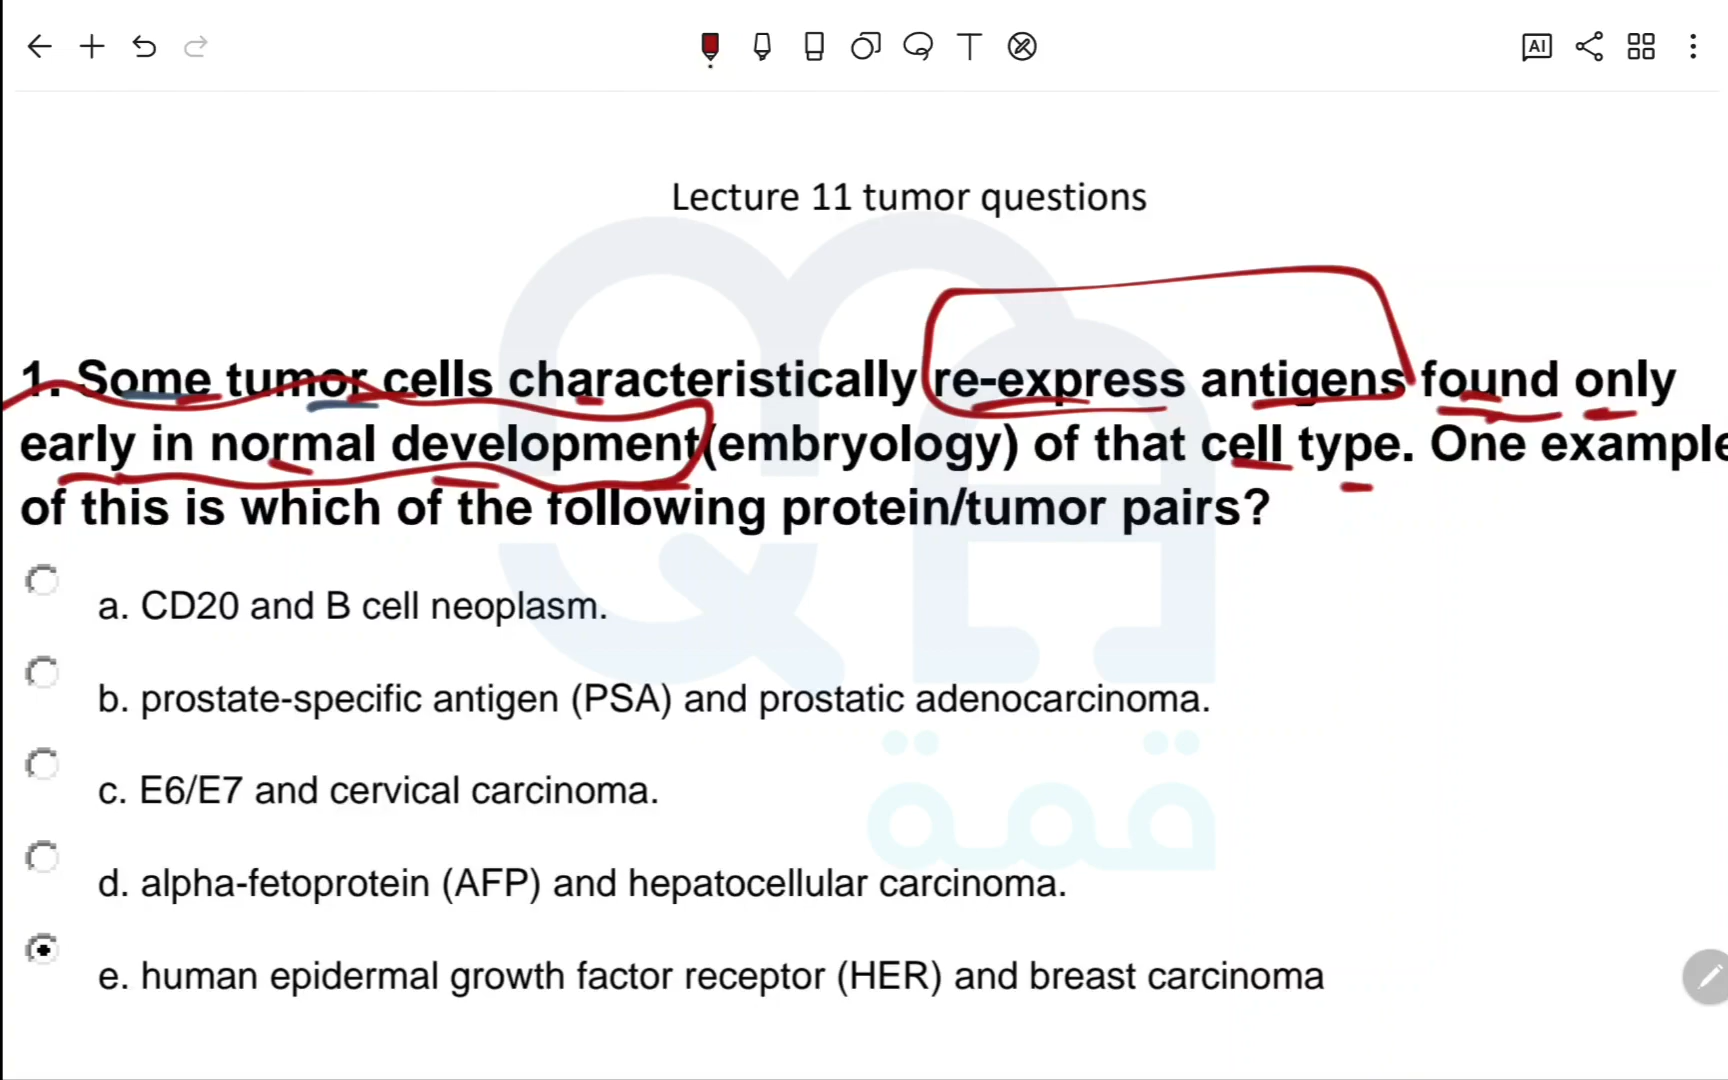 AI
Lecture 11 tumor questions
1. Some tumor cells characteristically re-express antigens found only
early in normal development(embryology) of that cell type. One example
of this is which of the following protein/tumor pairs?
a. CD20 and B cell neoplasm.
b. prostate-specific antigen (PSA) and prostatic adenocarcinoma.
قمة
c. E6/E7 and cervical carcinoma.
d. alpha-fetoprotein (AFP) and hepatocellular carcinoma.
e. human epidermal growth factor receptor (HER) and breast carcinoma